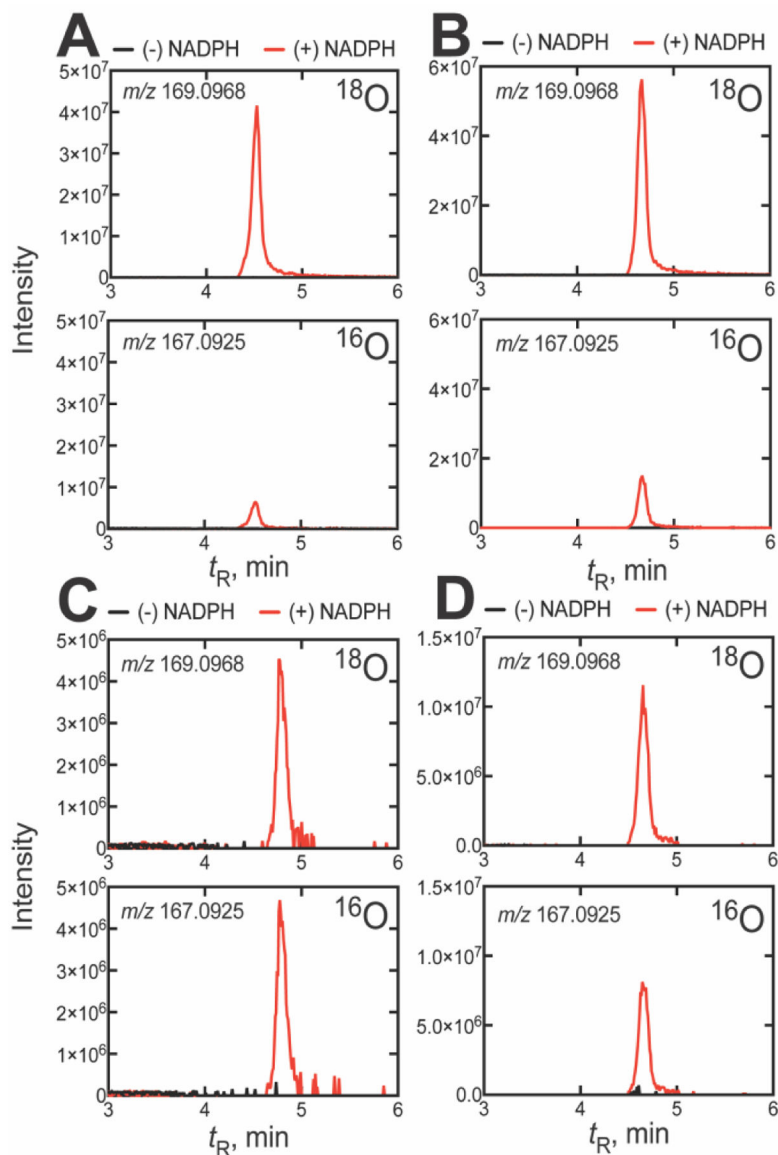 A
(-) NADPH (+) NADPH
5×10⁷
m/z 169.0968 ¹⁸O
4×10⁷
3×10⁷
2×10⁷
1×10⁷
0
3 4 5 6
5×10⁷
m/z 167.0925 ¹⁶O
4×10⁷
3×10⁷
2×10⁷
1×10⁷
0
3 4 5 6
tR, min
Intensity
B
(-) NADPH (+) NADPH
6×10⁷
m/z 169.0968 ¹⁸O
4×10⁷
2×10⁷
0
3 4 5 6
6×10⁷
m/z 167.0925 ¹⁶O
4×10⁷
2×10⁷
0
3 4 5 6
tR, min
C
(-) NADPH (+) NADPH
5×10⁶
m/z 169.0968 ¹⁸O
4×10⁶
3×10⁶
2×10⁶
1×10⁶
0
3 4 5 6
5×10⁶
m/z 167.0925 ¹⁶O
4×10⁶
3×10⁶
2×10⁶
1×10⁶
0
3 4 5 6
tR, min
Intensity
D
(-) NADPH (+) NADPH
1.5×10⁷
m/z 169.0968 ¹⁸O
1.0×10⁷
5.0×10⁶
0.0
3 4 5 6
1.5×10⁷
m/z 167.0925 ¹⁶O
1.0×10⁷
5.0×10⁶
0.0
3 4 5 6
tR, min